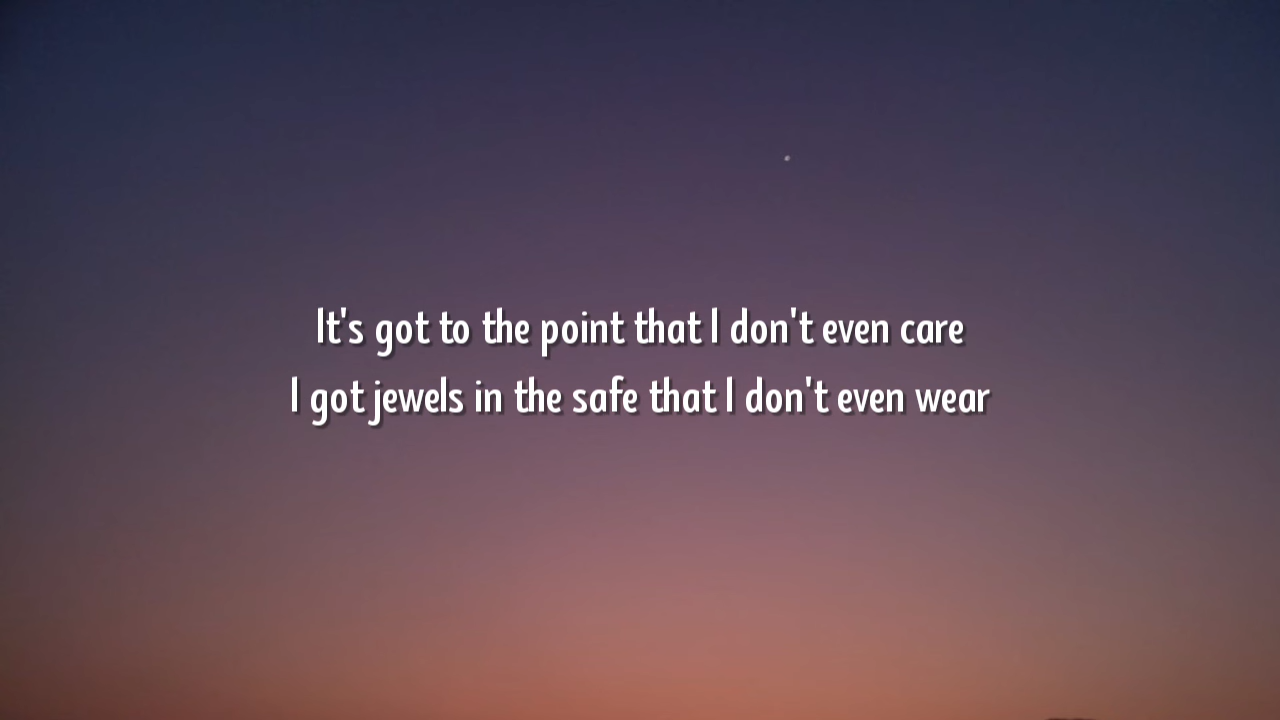 It's got to the point that I don't even care
I got jewels in the safe that I don't even wear